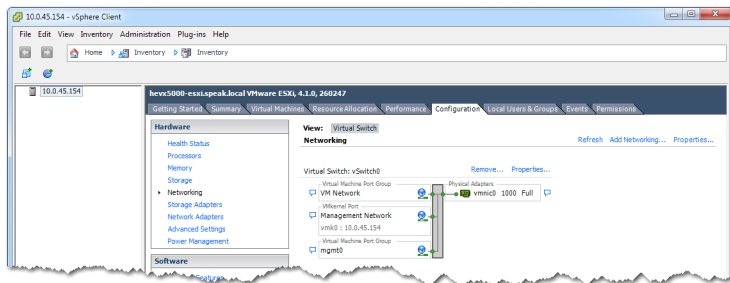 10.0.45.154 - vSphere Client
File Edit View Inventory Administration Plug-ins Help
Home Inventory Inventory
10.0.45.154
hevx5000-esxi.speak.local VMware ESXi, 4.1.0, 260247
Getting Started Summary Virtual Machines Resource Allocation Performance Configuration Local Users & Groups Events Permissions
Hardware
Health Status
Processors
Memory
Storage
Networking
Storage Adapters
Network Adapters
Advanced Settings
Power Management
Software
View: Virtual Switch
Networking
Refresh Add Networking... Properties...
Virtual Switch: vSwitch0 Remove... Properties...
Virtual Machine Port Group
VM Network
Physical Adapters
vmnic0 1000 Full
VMkernel Port
Management Network
vmk0 : 10.0.45.154
Virtual Machine Port Group
mgmt0